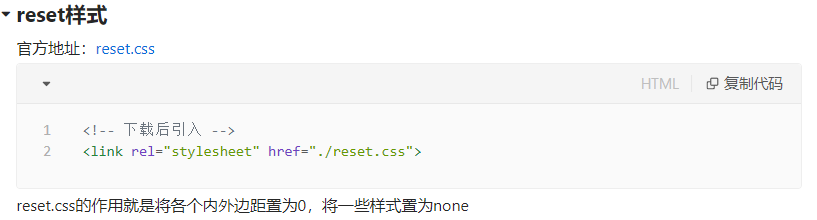 reset样式
官方地址：reset.css
HTML 复制代码
1 <!-- 下载后引入 -->
2 <link rel="stylesheet" href="./reset.css">
reset.css的作用就是将各个内外边距置为0，将一些样式置为none